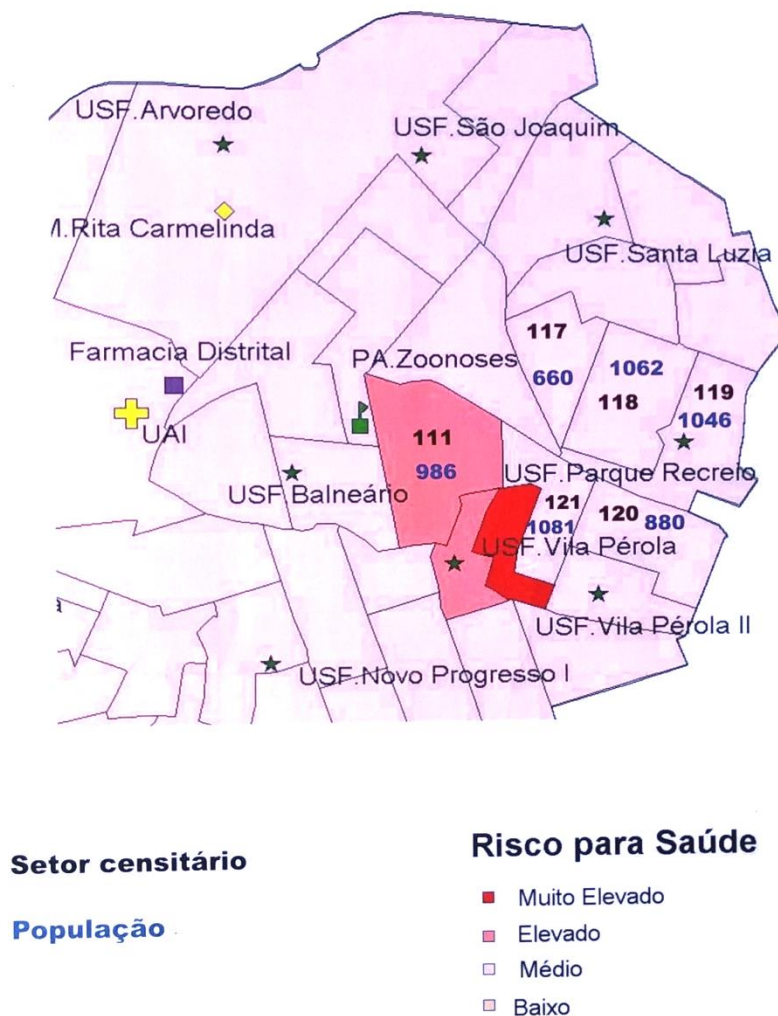 USF.Arvoredo
USF.São Joaquim
M.Rita Carmelinda
USF.Santa Luzia
117
Farmacia Distrital
PA.Zoonoses
660
1062
118
119
1046
UAI
111
986
USF.Parque Recreio
USF.Balneário
121
1081
120
880
USF.Vila Pérola
USF.Vila Pérola II
USF.Novo Progresso I
Setor censitário
População
Risco para Saúde
Muito Elevado
Elevado
Médio
Baixo